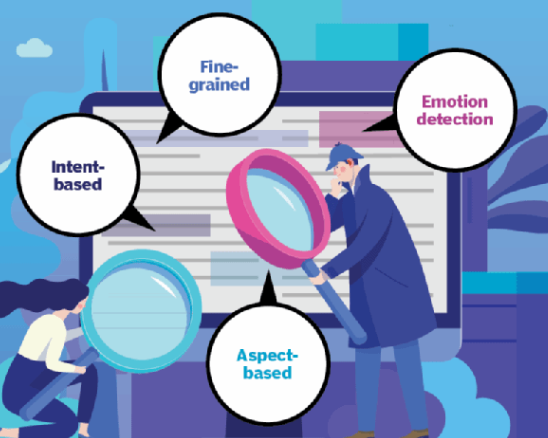 Fine-
grained
Emotion
detection
Intent-
based
Aspect-
based